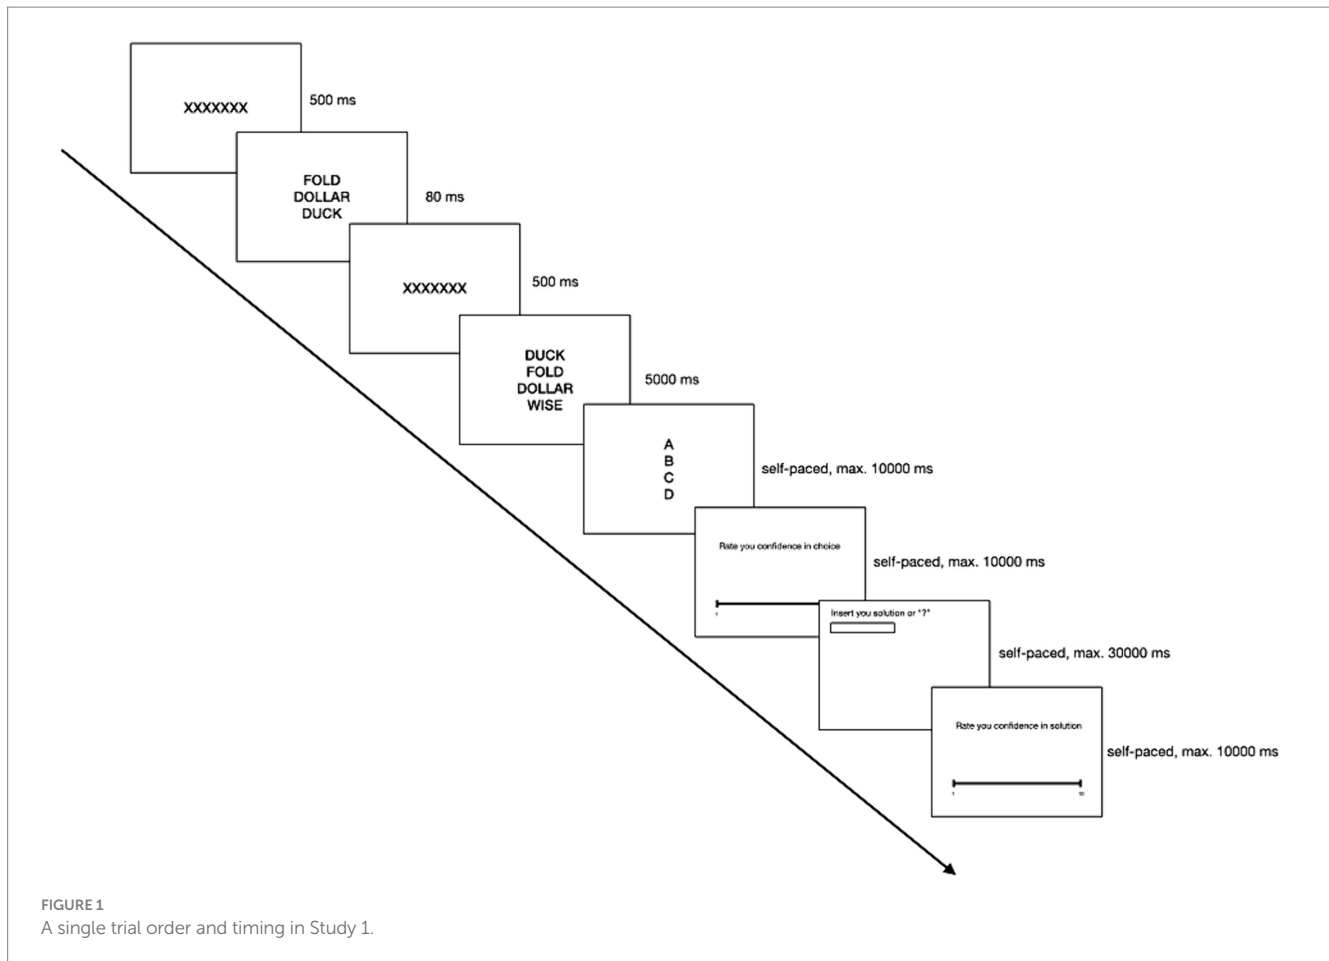 XXXXXXX
500 ms
FOLD
DOLLAR
DUCK
80 ms
XXXXXXX
500 ms
DUCK
FOLD
DOLLAR
WISE
5000 ms
A
B
C
D
self-paced, max. 10000 ms
Rate you confidence in choice
1
self-paced, max. 10000 ms
Insert you solution or "?"
self-paced, max. 30000 ms
Rate you confidence in solution
1 10
self-paced, max. 10000 ms
FIGURE 1
A single trial order and timing in Study 1.